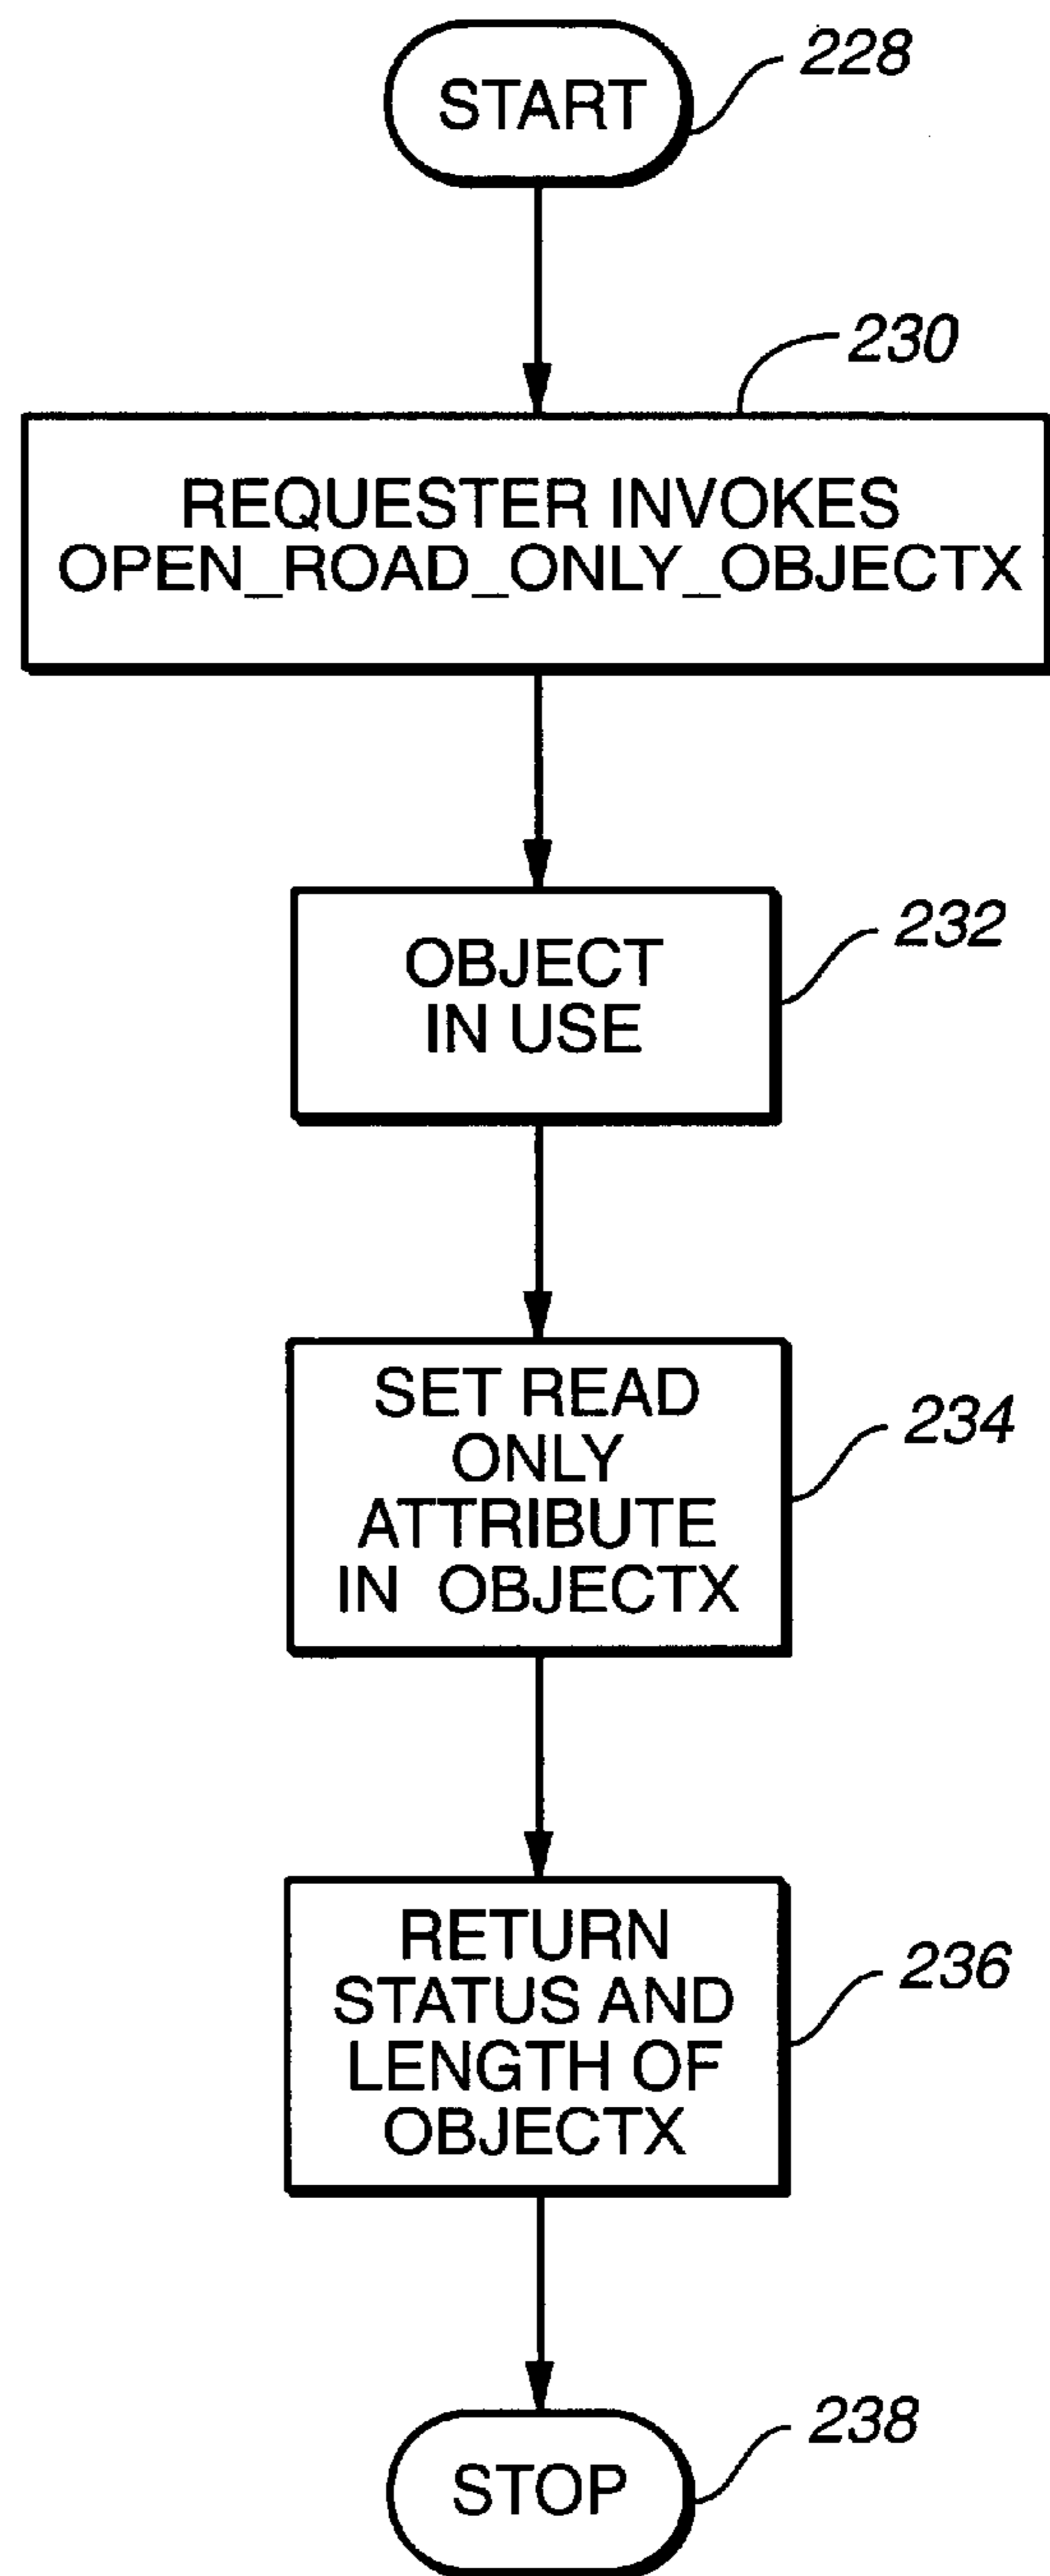 START
228
230
REQUESTER INVOKES
OPEN_ROAD_ONLY_OBJECTX
232
OBJECT
IN USE
234
SET READ
ONLY
ATTRIBUTE
IN OBJECTX
236
RETURN
STATUS AND
LENGTH OF
OBJECTX
238
STOP